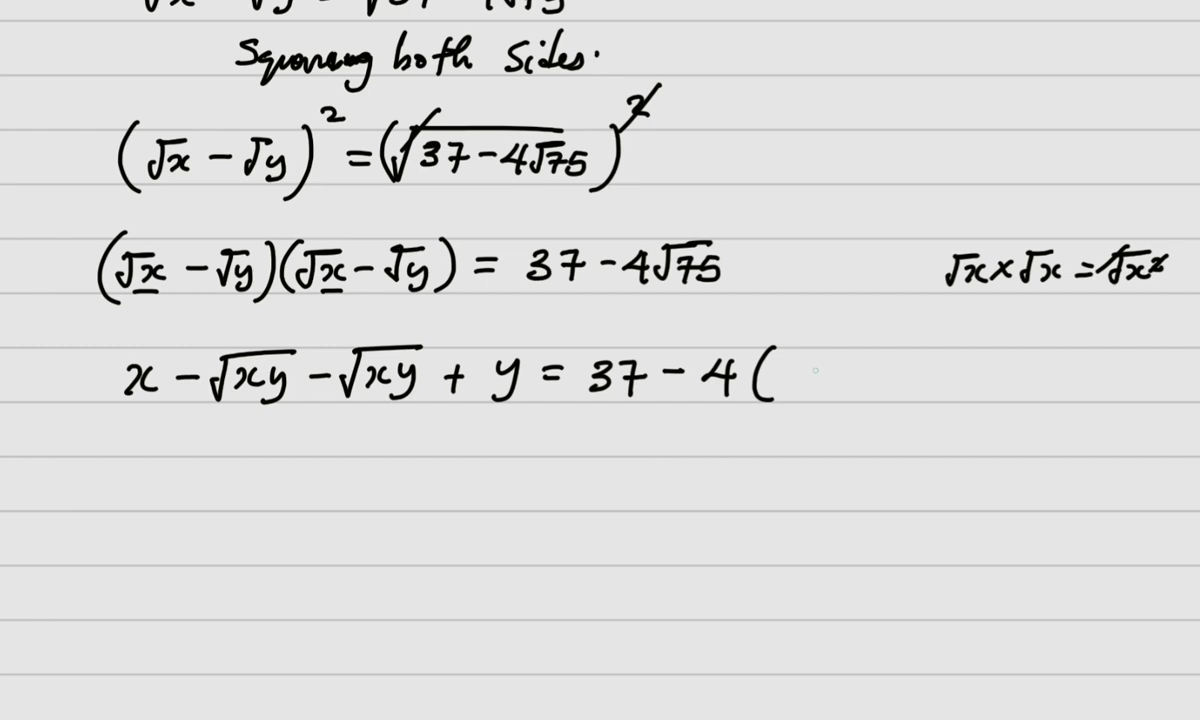 Squaring both sides.
(√x − √y)² = (√37 − 4√75)²
(√x − √y)(√x − √y) = 37 − 4√75
√x × √x = √x²
x − √xy − √xy + y = 37 − 4(